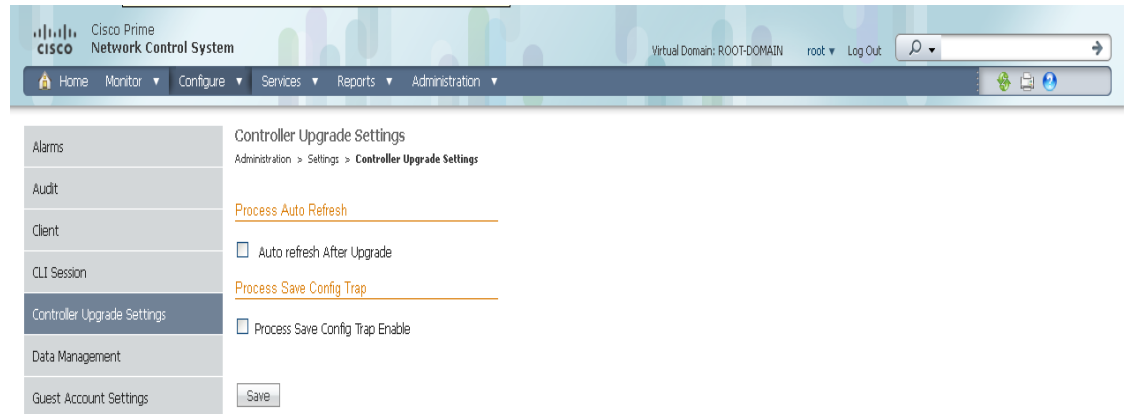 Cisco Prime
CISCO Network Control System
Virtual Domain: ROOT-DOMAIN root ▾ Log Out
Home Monitor ▼ Configure ▼ Services ▼ Reports ▼ Administration ▼
Alarms
Audit
Client
CLI Session
Controller Upgrade Settings
Data Management
Guest Account Settings
Controller Upgrade Settings
Administration > Settings > Controller Upgrade Settings
Process Auto Refresh
Auto refresh After Upgrade
Process Save Config Trap
Process Save Config Trap Enable
Save